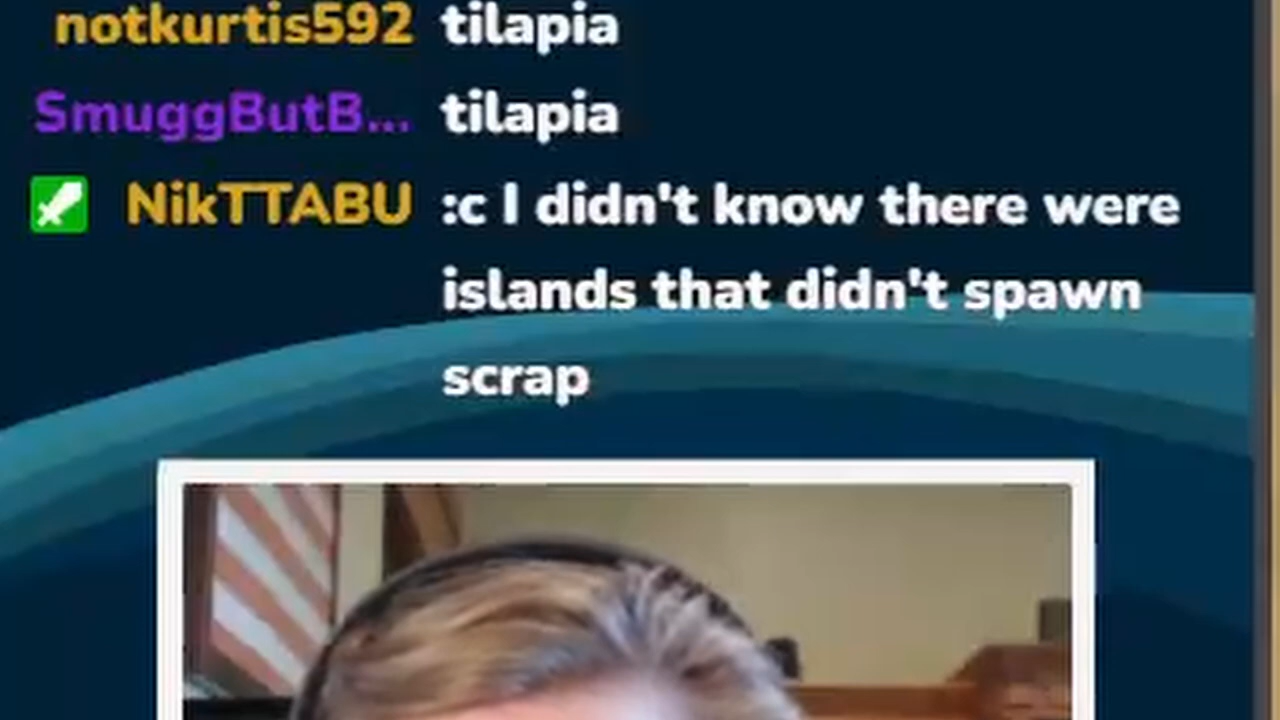 notkurtis592 tilapia
SmuggButB... tilapia
NikTTABU :c I didn't know there were
islands that didn't spawn
scrap